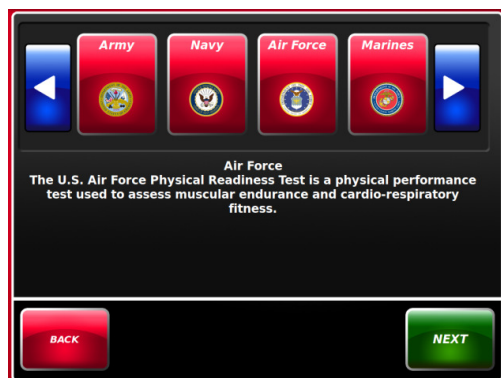 Army
Navy
Air Force
Marines
Air Force
The U.S. Air Force Physical Readiness Test is a physical performance
test used to assess muscular endurance and cardio-respiratory
fitness.
BACK
NEXT